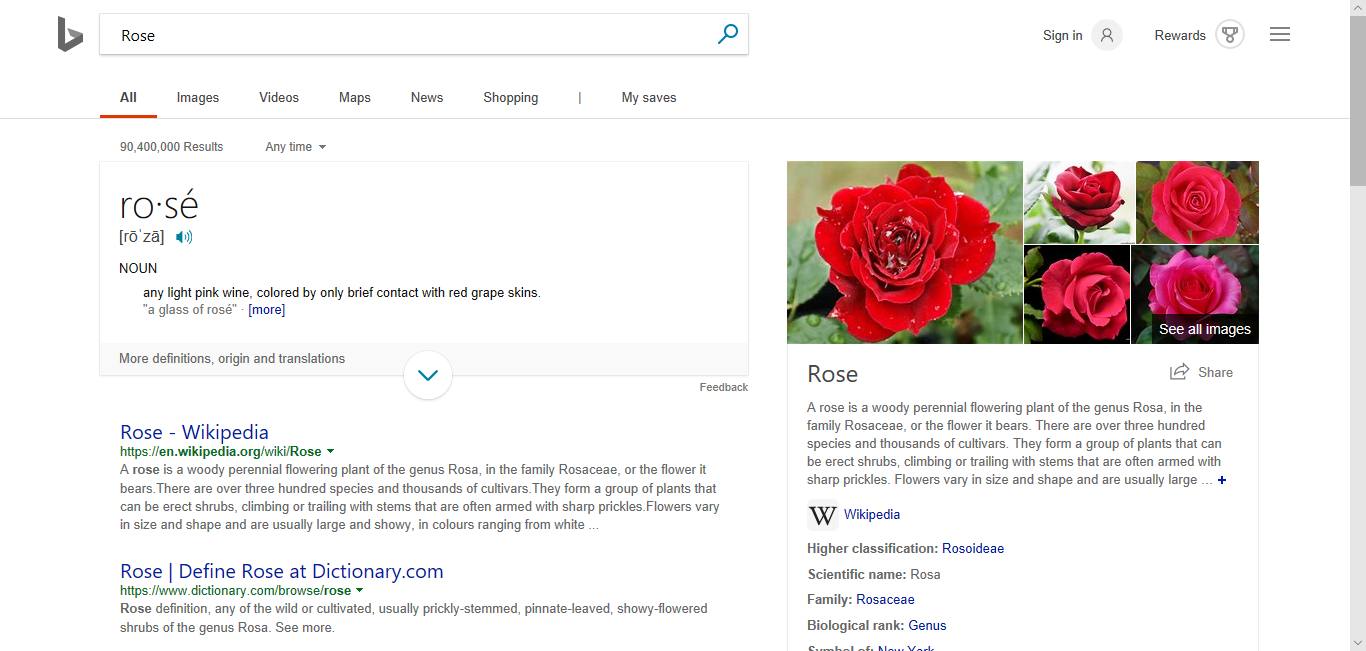 Rose
Sign in
Rewards
All Images Videos Maps News Shopping | My saves
90,400,000 Results Any time
ro·sé
[rōˈzā]
NOUN
any light pink wine, colored by only brief contact with red grape skins.
"a glass of rosé" · [more]
More definitions, origin and translations
Feedback
Rose - Wikipedia
https://en.wikipedia.org/wiki/Rose
A rose is a woody perennial flowering plant of the genus Rosa, in the family Rosaceae, or the flower it
bears.There are over three hundred species and thousands of cultivars.They form a group of plants that
can be erect shrubs, climbing or trailing with stems that are often armed with sharp prickles.Flowers vary
in size and shape and are usually large and showy, in colours ranging from white ...
Rose | Define Rose at Dictionary.com
https://www.dictionary.com/browse/rose
Rose definition, any of the wild or cultivated, usually prickly-stemmed, pinnate-leaved, showy-flowered
shrubs of the genus Rosa. See more.
See all images
Rose
Share
A rose is a woody perennial flowering plant of the genus Rosa, in the
family Rosaceae, or the flower it bears. There are over three hundred
species and thousands of cultivars. They form a group of plants that can
be erect shrubs, climbing or trailing with stems that are often armed with
sharp prickles. Flowers vary in size and shape and are usually large ... +
W Wikipedia
Higher classification: Rosoideae
Scientific name: Rosa
Family: Rosaceae
Biological rank: Genus
Symbol of: New York